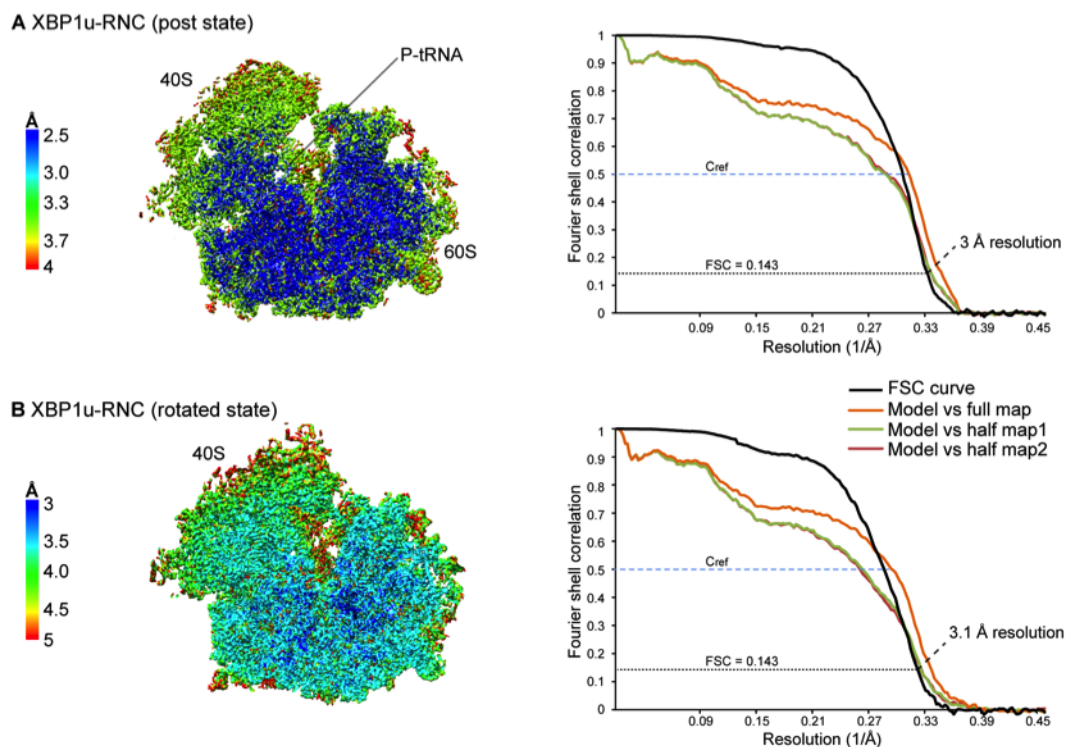 A XBP1u-RNC (post state)
P-tRNA
40S
Å
2.5
3.0
3.3
3.7
4
60S
Fourier shell correlation
1
0.9
0.8
0.7
0.6
0.5
0.4
0.3
0.2
0.1
0
Cref
FSC = 0.143
3 Å resolution
0.09 0.15 0.21 0.27 0.33 0.39 0.45
Resolution (1/Å)
B XBP1u-RNC (rotated state)
40S
Å
3
3.5
4.0
4.5
5
FSC curve
Model vs full map
Model vs half map1
Model vs half map2
Fourier shell correlation
1
0.9
0.8
0.7
0.6
0.5
0.4
0.3
0.2
0.1
0
Cref
FSC = 0.143
3.1 Å resolution
0.09 0.15 0.21 0.27 0.33 0.39 0.45
Resolution (1/Å)